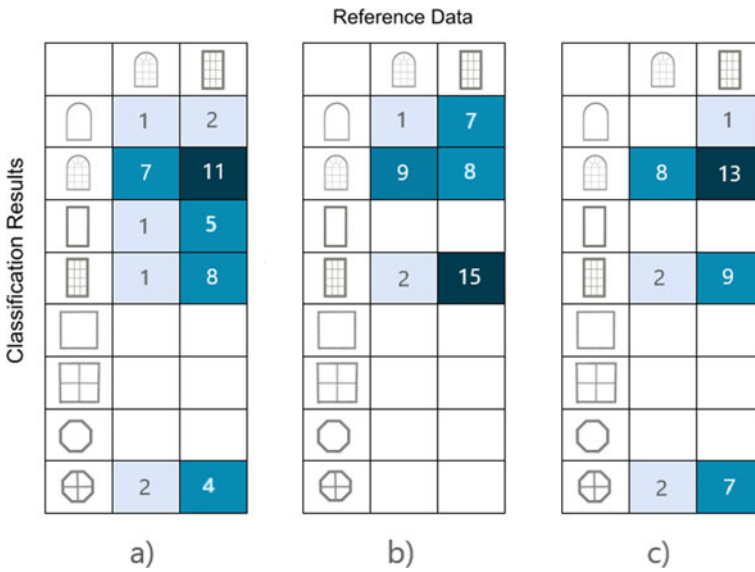 Reference Data
Classification Results
1 2 1 7 1
7 11 9 8 8 13
1 5
1 8 2 15 2 9
2 4 2 7
a) b) c)